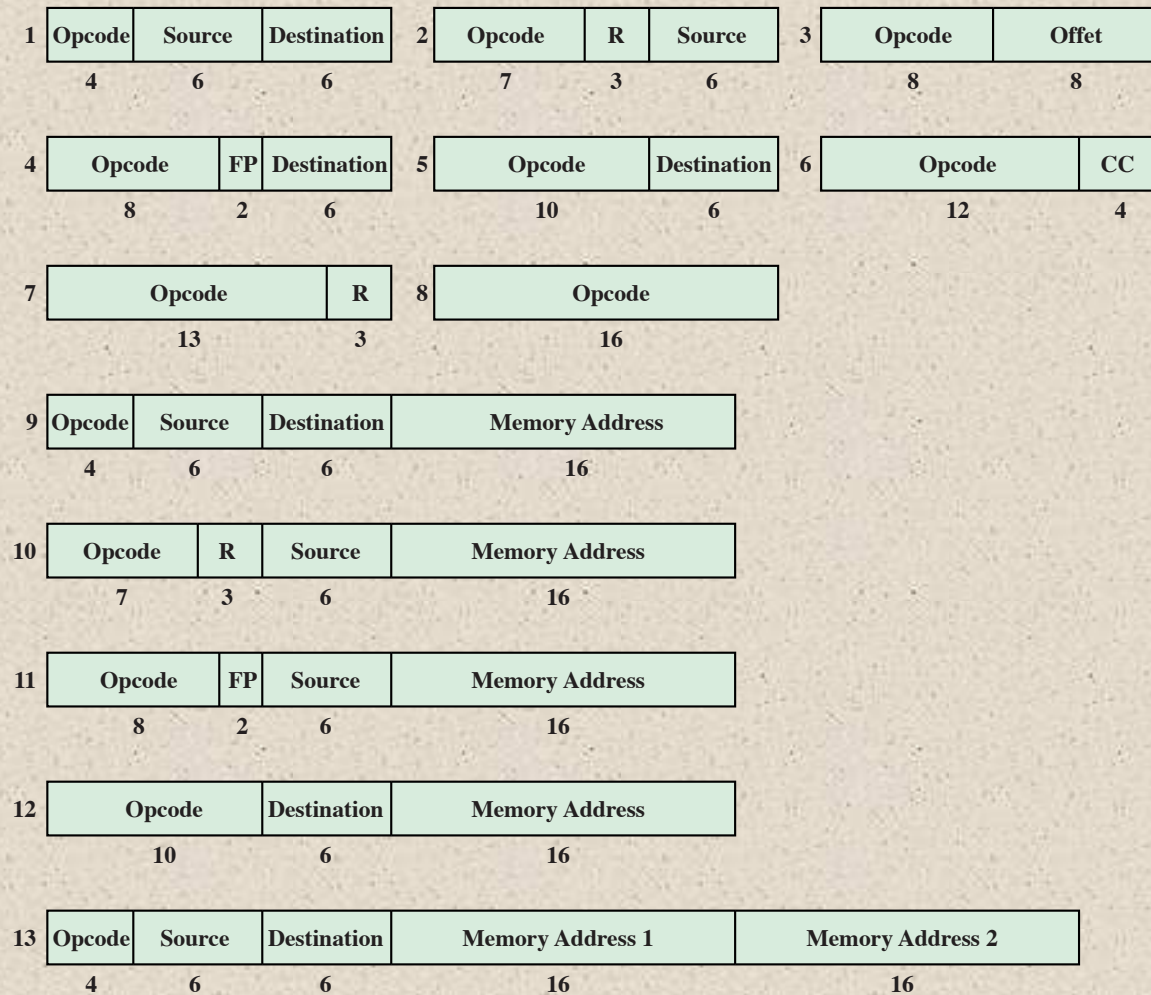 1 Opcode Source Destination 2 Opcode R Source 3 Opcode Offet
4 6 6 7 3 6 8 8
4 Opcode FP Destination 5 Opcode Destination 6 Opcode CC
8 2 6 10 6 12 4
7 Opcode R 8 Opcode
13 3 16
9 Opcode Source Destination Memory Address
4 6 6 16
10 Opcode R Source Memory Address
7 3 6 16
11 Opcode FP Source Memory Address
8 2 6 16
12 Opcode Destination Memory Address
10 6 16
13 Opcode Source Destination Memory Address 1 Memory Address 2
4 6 6 16 16